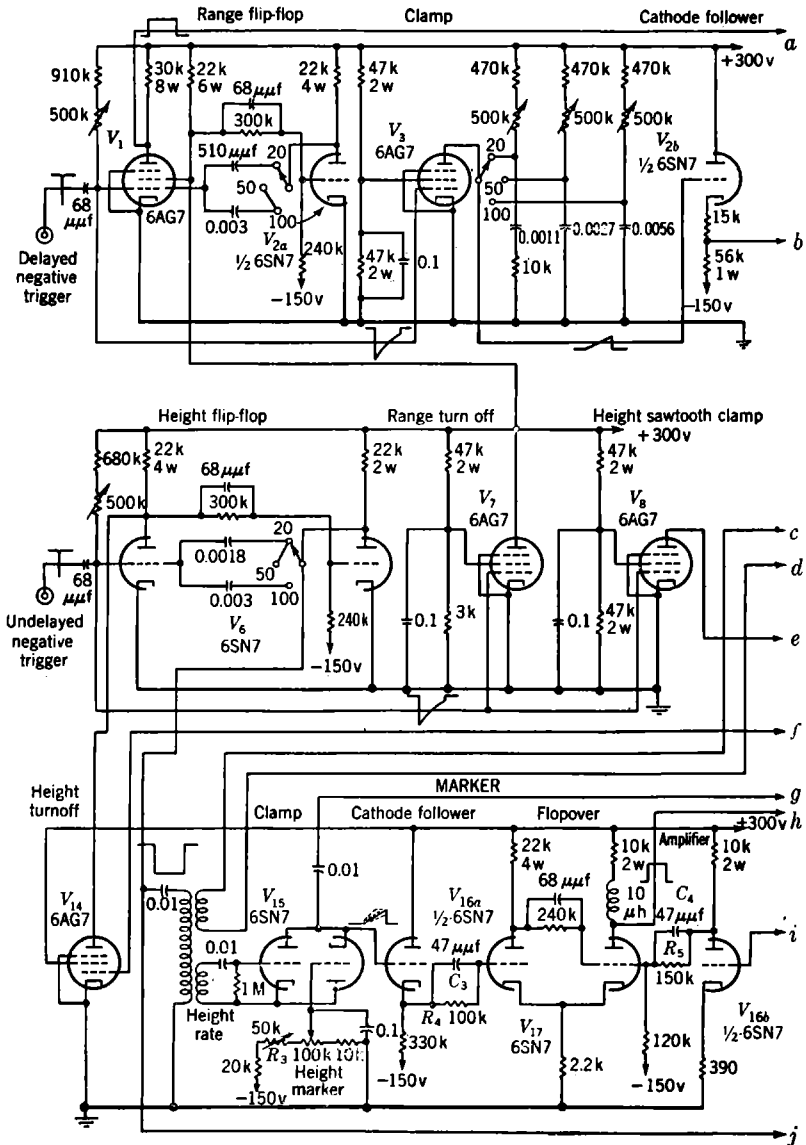 Range flip-flop
Clamp
Cathode follower
a
+300v
910k
30k
8w
22k
6w
68 μμf
300k
22k
4w
47k
2w
470k
470k
470k
500k
500k
500k
500k
V1
6AG7
510μμf
20
50
100
0.003
V2a
½ 6SN7
240k
-150v
V3
6AG7
20
50
100
V2b
½ 6SN7
68
μμf
Delayed
negative
trigger
47k
2w
0.1
0.0011
0.0056
10k
15k
b
56k
1w
-150v
Height flip-flop
Range turn off
Height sawtooth clamp
+300v
680k
22k
4w
68μμf
300k
22k
2w
47k
2w
47k
2w
500k
20
50
100
0.0018
0.003
V6
6SN7
V7
6AG7
V8
6AG7
c
d
68
μμf
Undelayed
negative
trigger
240k
-150v
0.1
3k
0.1
47k
2w
e
f
Height
turnoff
MARKER
g
Clamp
Cathode follower
Flopover
h
+300v
Amplifier
0.01
0.01
22k
4w
10k
2w
10k
2w
V14
6AG7
V15
6SN7
V16a
½·6SN7
68 μμf
240k
10
μh
C4
47μμf
R5
150k
i
0.01
1M
47μμf
C3
R4 100k
Height
rate
V17
6SN7
V16b
½·6SN7
50k
R3
100k
10k
Height
marker
0.1
20k
-150v
330k
-150v
2.2k
120k
-150v
390
j